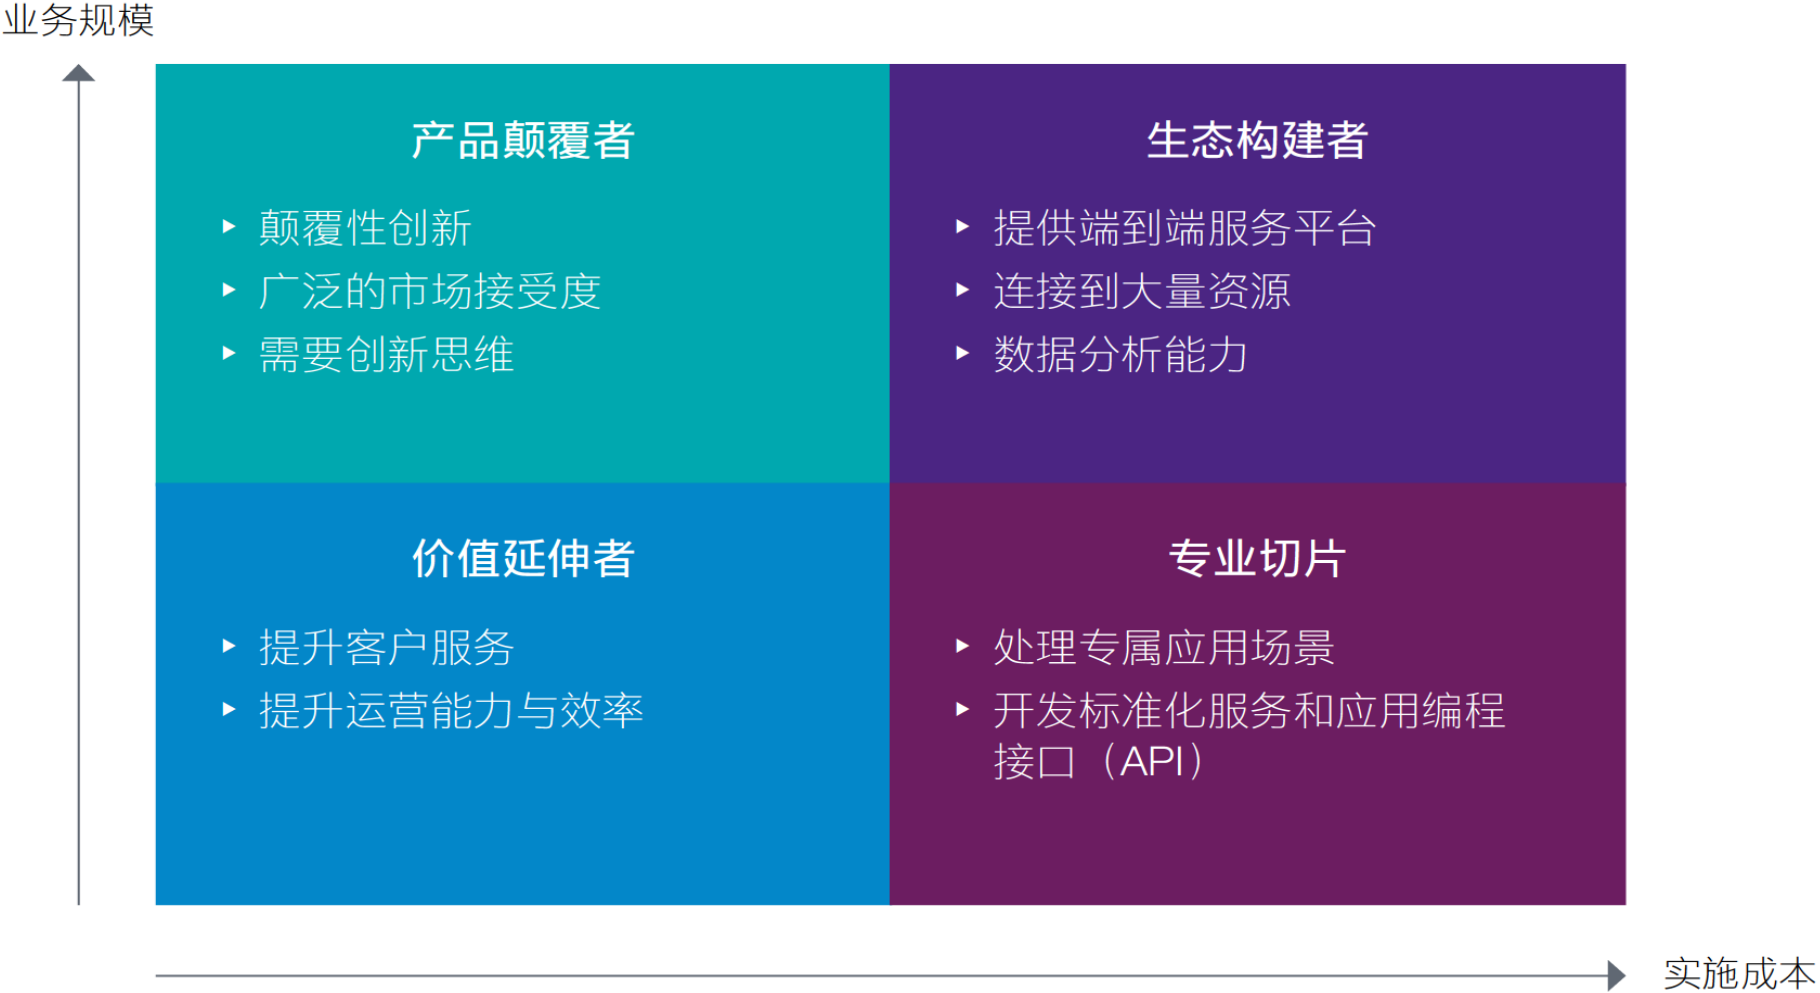 业务规模
产品颠覆者
颠覆性创新
广泛的市场接受度
需要创新思维
生态构建者
提供端到端服务平台
连接到大量资源
数据分析能力
价值延伸者
提升客户服务
提升运营能力与效率
专业切片
处理专属应用场景
开发标准化服务和应用编程
接口（API）
实施成本